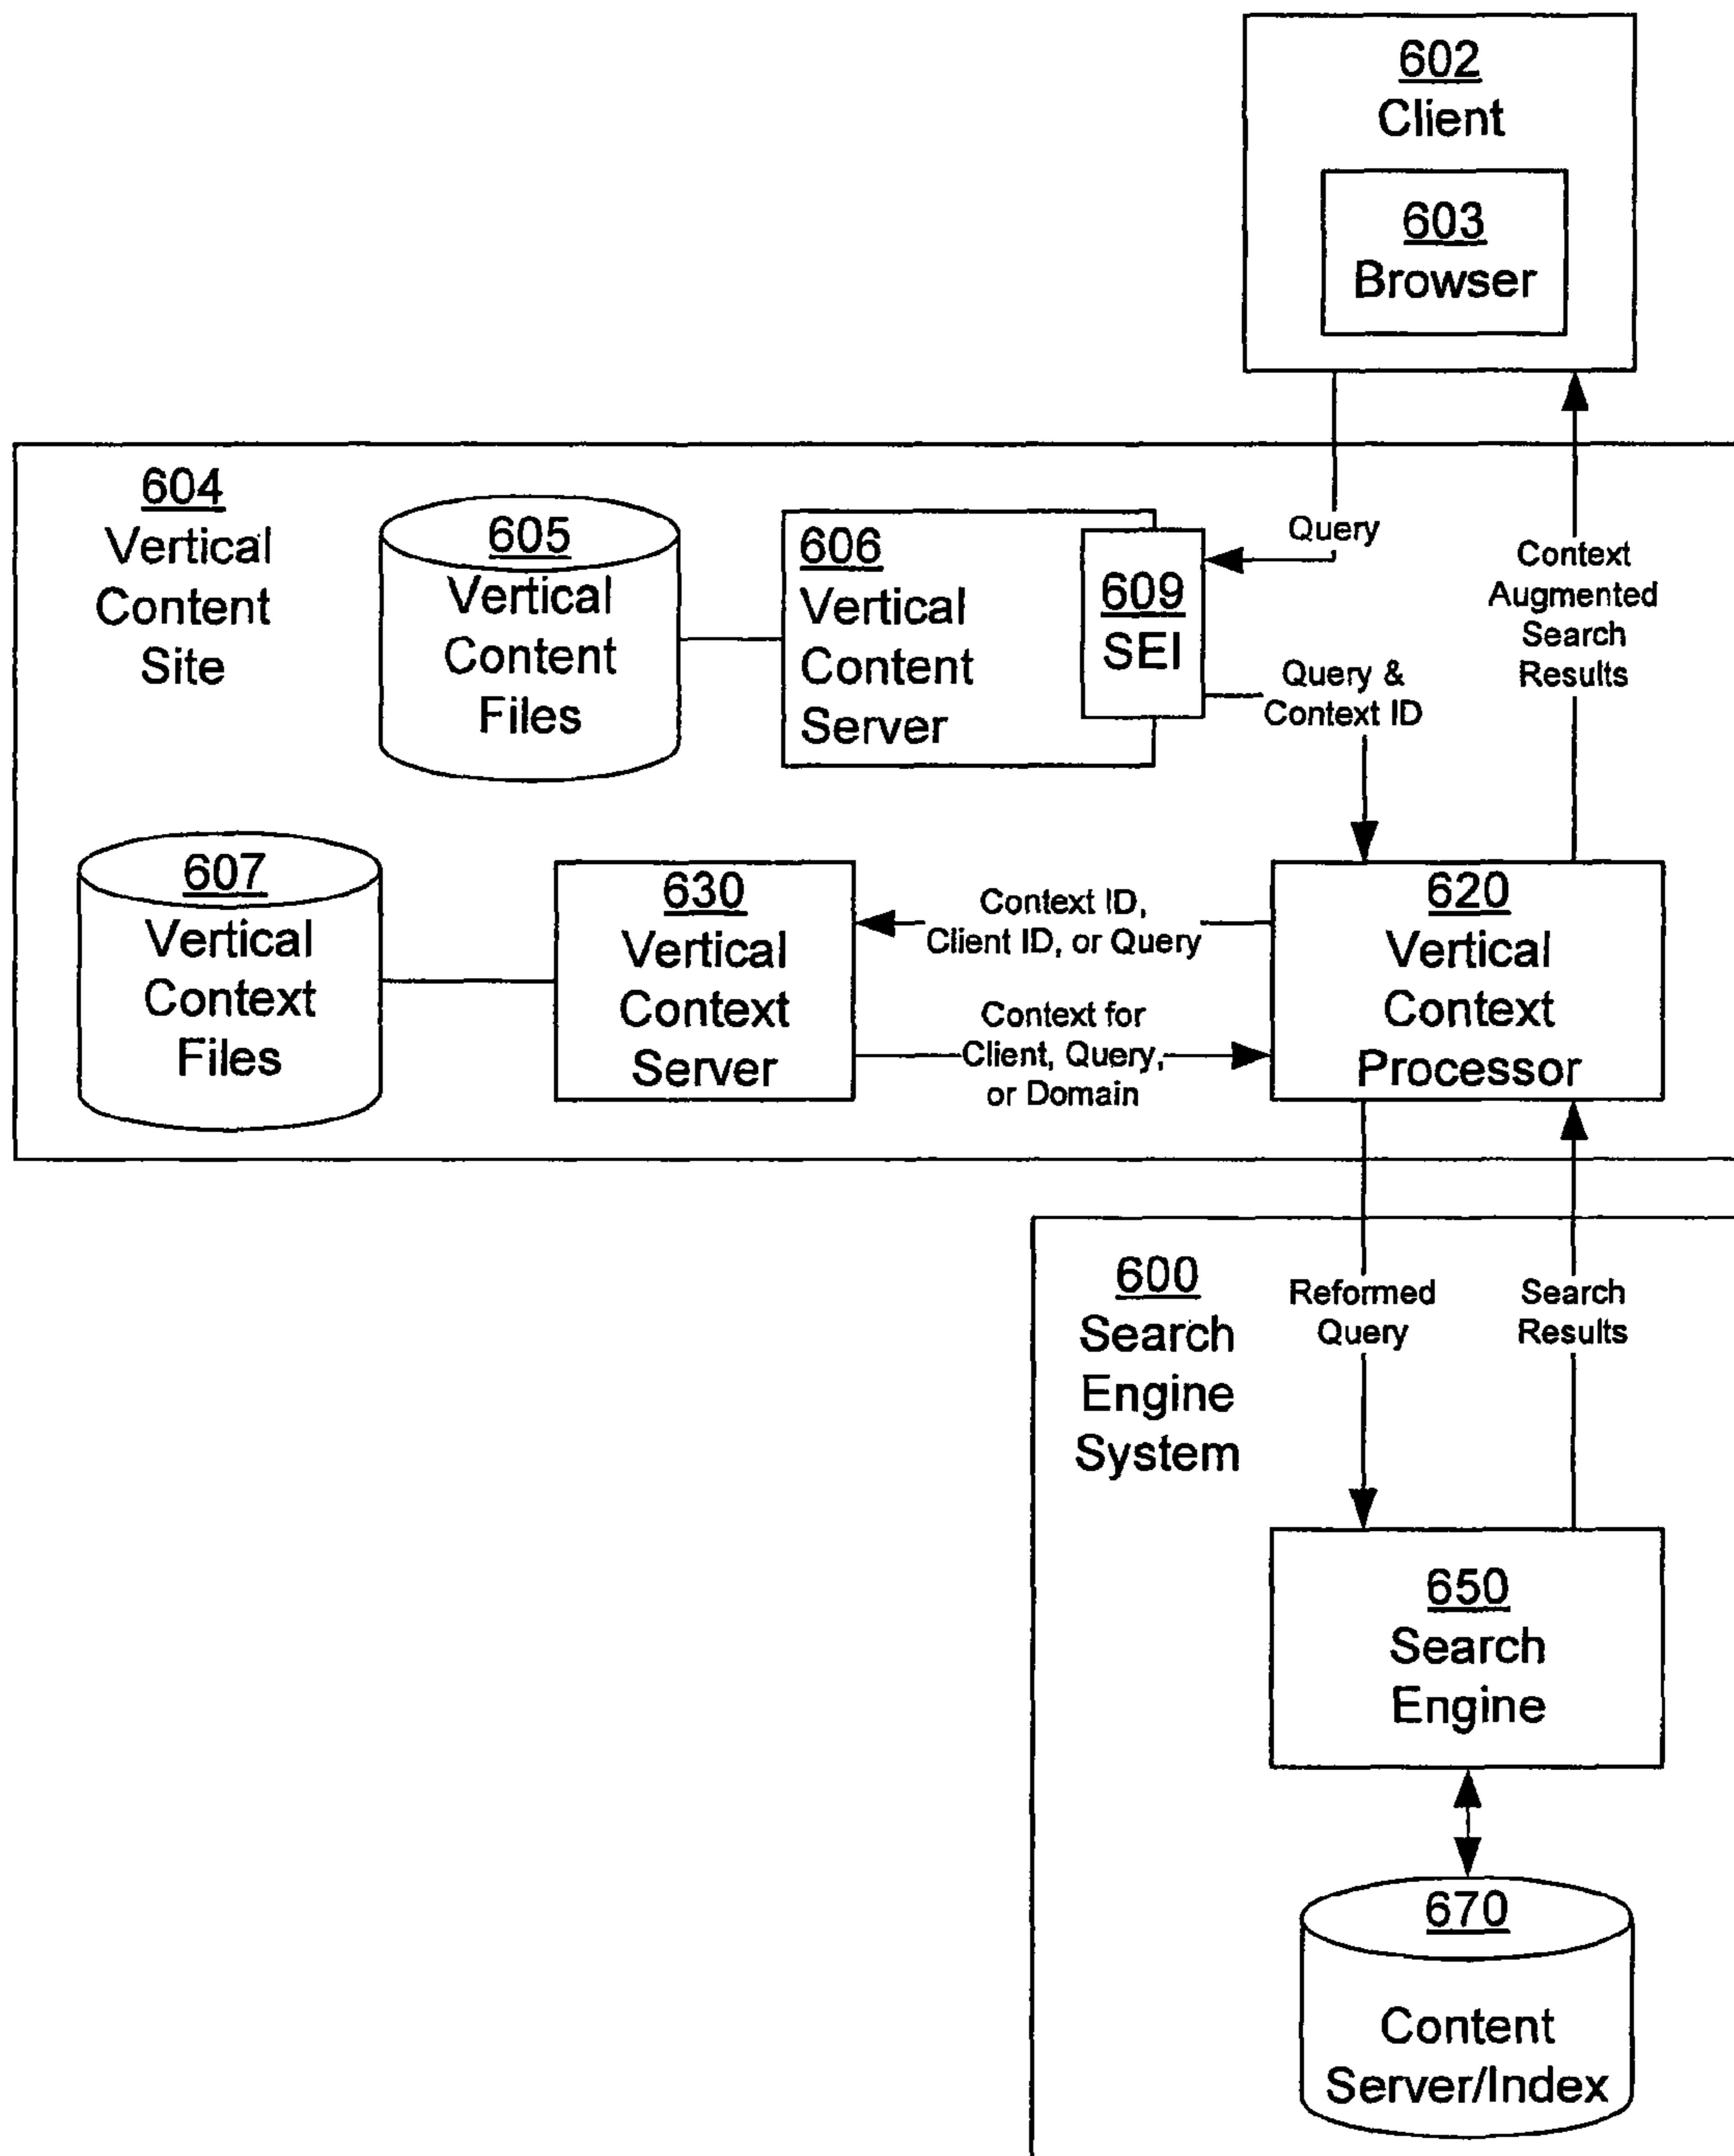 602
Client
603
Browser
604
Vertical
Content
Site
605
Vertical
Content
Files
606
Vertical
Content
Server
609
SEI
Query
Query &
Context ID
Context
Augmented
Search
Results
607
Vertical
Context
Files
630
Vertical
Context
Server
Context ID,
Client ID, or Query
Context for
Client, Query,
or Domain
620
Vertical
Context
Processor
600
Search
Engine
System
Reformed
Query
Search
Results
650
Search
Engine
670
Content
Server/Index